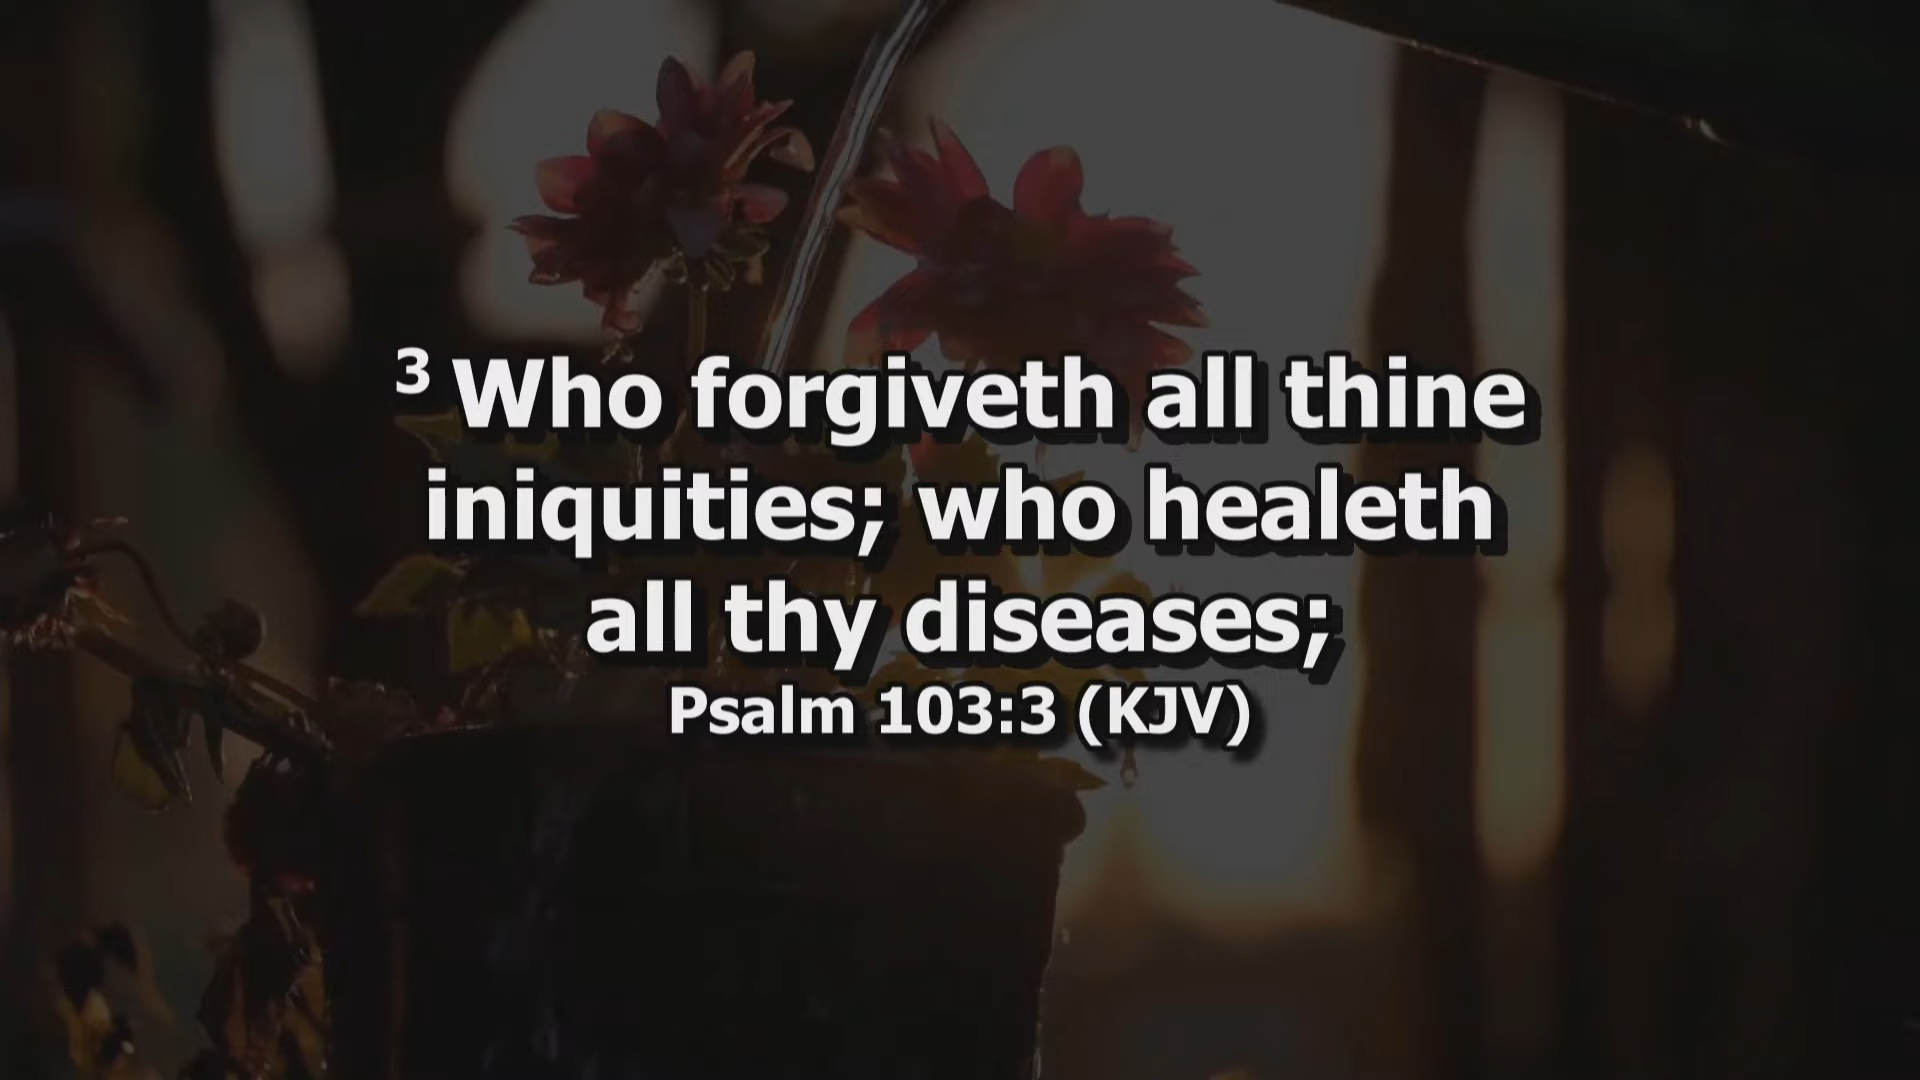 3 Who forgiveth all thine
iniquities; who healeth
all thy diseases;
Psalm 103:3 (KJV)